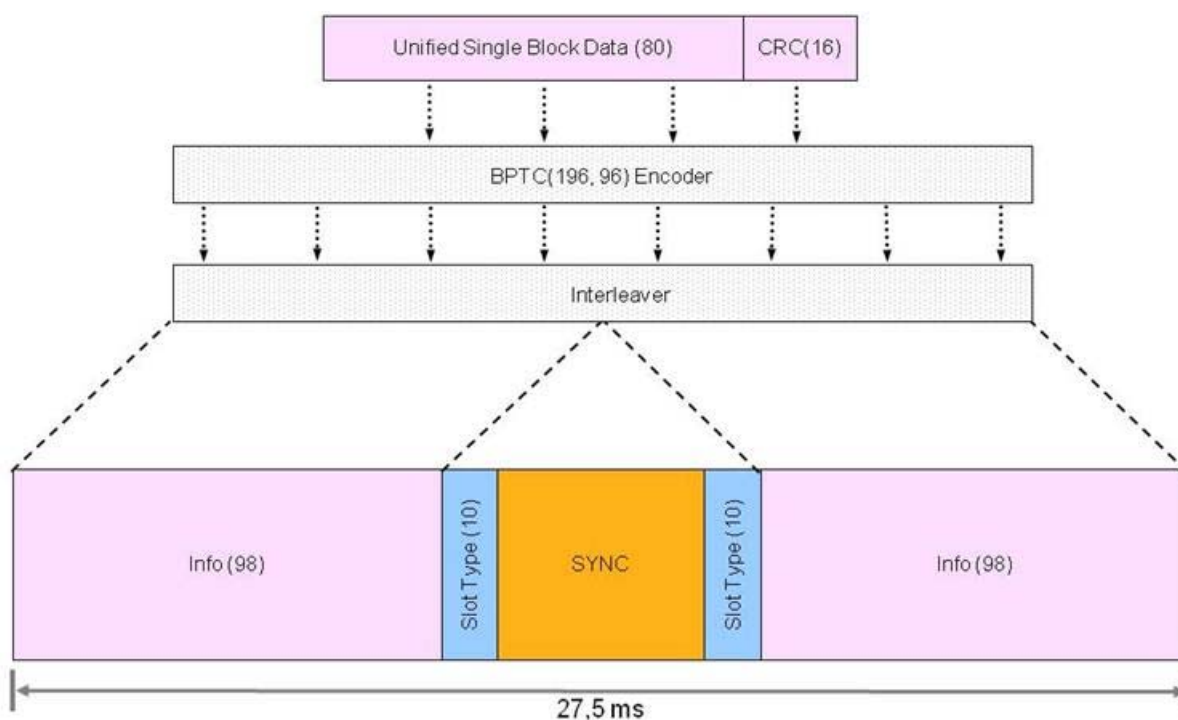 Unified Single Block Data (80) CRC(16)
BPTC(196, 96) Encoder
Interleaver
Info (98) Slot Type (10) SYNC Slot Type (10) Info (98)
27,5 ms